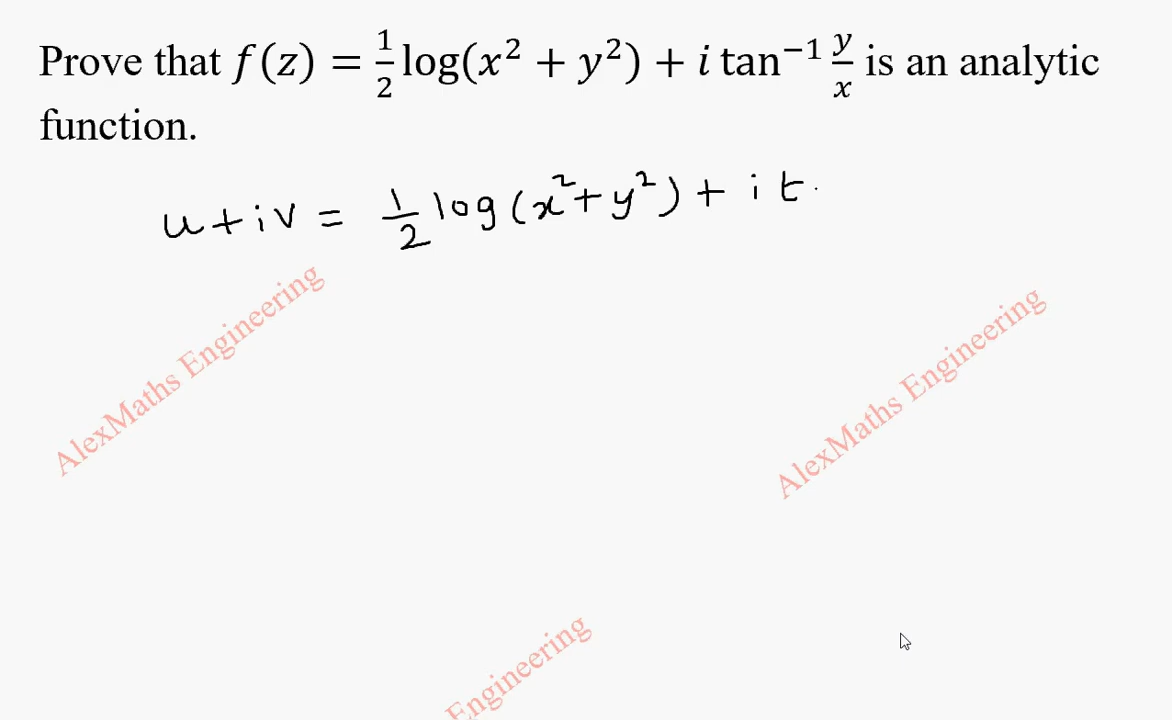 Prove that f(z) = 1/2 log(x² + y²) + i tan⁻¹ y/x is an analytic
function.
u + iv = 1/2 log(x² + y²) + i t
AlexMaths Engineering
AlexMaths Engineering
Engineering